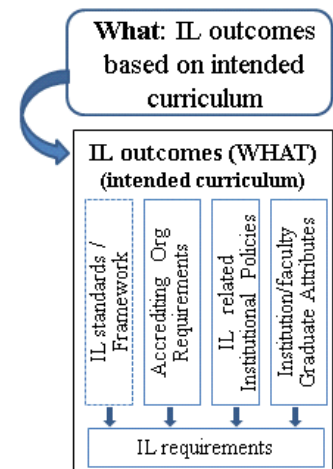 What: IL outcomes
based on intended
curriculum
IL outcomes (WHAT)
(intended curriculum)
IL standards /
Framework
Accrediting Org
Requirements
IL related
Institutional Policies
Institution/faculty
Graduate Attributes
IL requirements